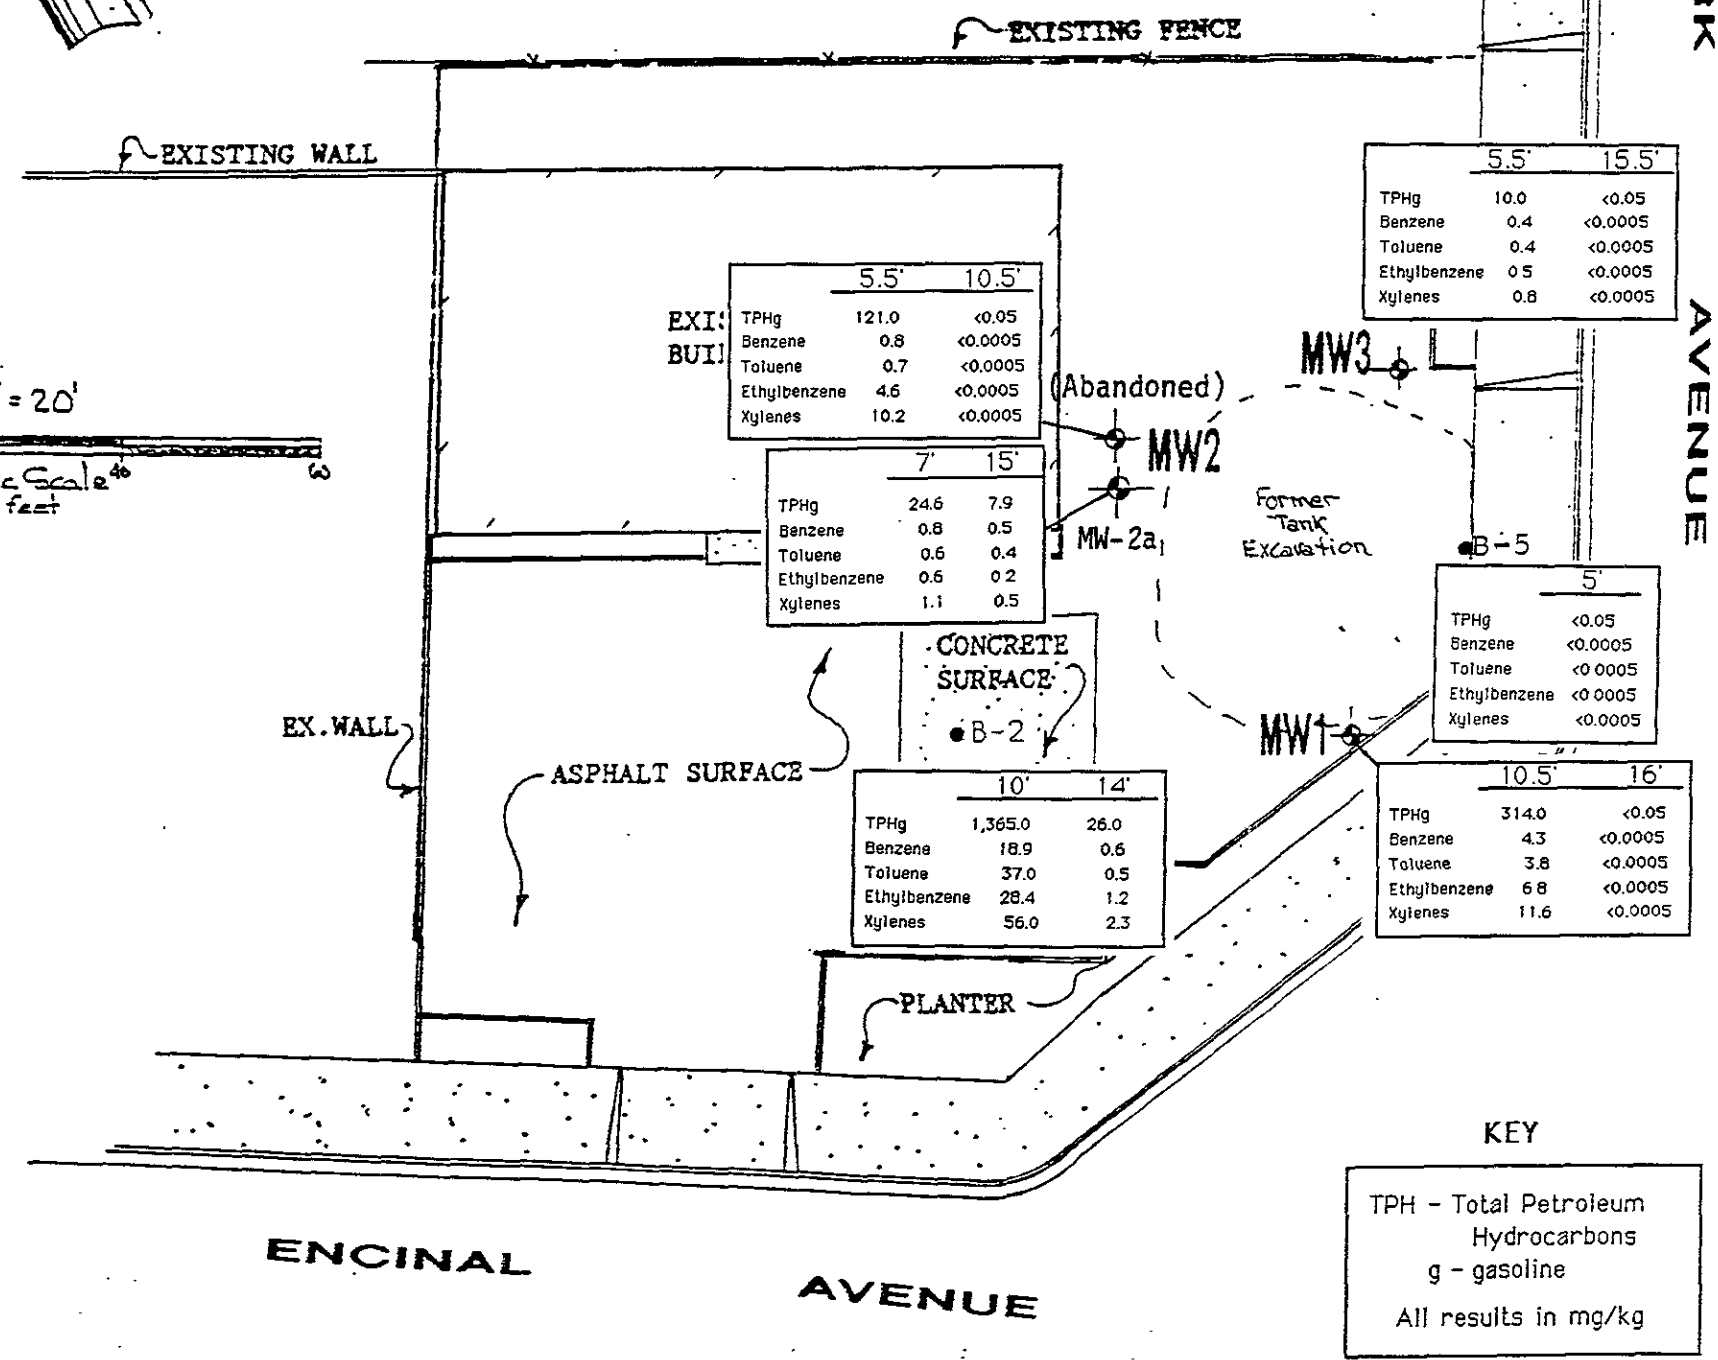 EXISTING FENCE
RK
AVENUE
EXISTING WALL
5.5' 15.5'
TPHg 10.0 <0.05
Benzene 0.4 <0.0005
Toluene 0.4 <0.0005
Ethylbenzene 0 5 <0.0005
Xylenes 0.8 <0.0005
5.5' 10.5'
TPHg 121.0 <0.05
Benzene 0.8 <0.0005
Toluene 0.7 <0.0005
Ethylbenzene 4.6 <0.0005
Xylenes 10.2 <0.0005
EXIS
BUIL
MW3
(Abandoned)
MW2
= 20'
c Scale 40
feet
7' 15'
TPHg 24.6 7.9
Benzene 0.8 0.5
Toluene 0.6 0.4
Ethylbenzene 0.6 0 2
Xylenes 1.1 0.5
MW-2a
Former
Tank
Excavation
B-5
5'
TPHg <0.05
Benzene <0.0005
Toluene <0 0005
Ethylbenzene <0 0005
Xylenes <0.0005
CONCRETE
SURFACE
B-2
EX.WALL
ASPHALT SURFACE
MW1
10' 14'
TPHg 1,365.0 26.0
Benzene 18.9 0.6
Toluene 37.0 0.5
Ethylbenzene 28.4 1.2
Xylenes 56.0 2.3
10.5' 16'
TPHg 314.0 <0.05
Benzene 4.3 <0.0005
Toluene 3.8 <0.0005
Ethylbenzene 6 8 <0.0005
Xylenes 11.6 <0.0005
PLANTER
ENCINAL AVENUE
KEY
TPH - Total Petroleum
Hydrocarbons
g - gasoline
All results in mg/kg